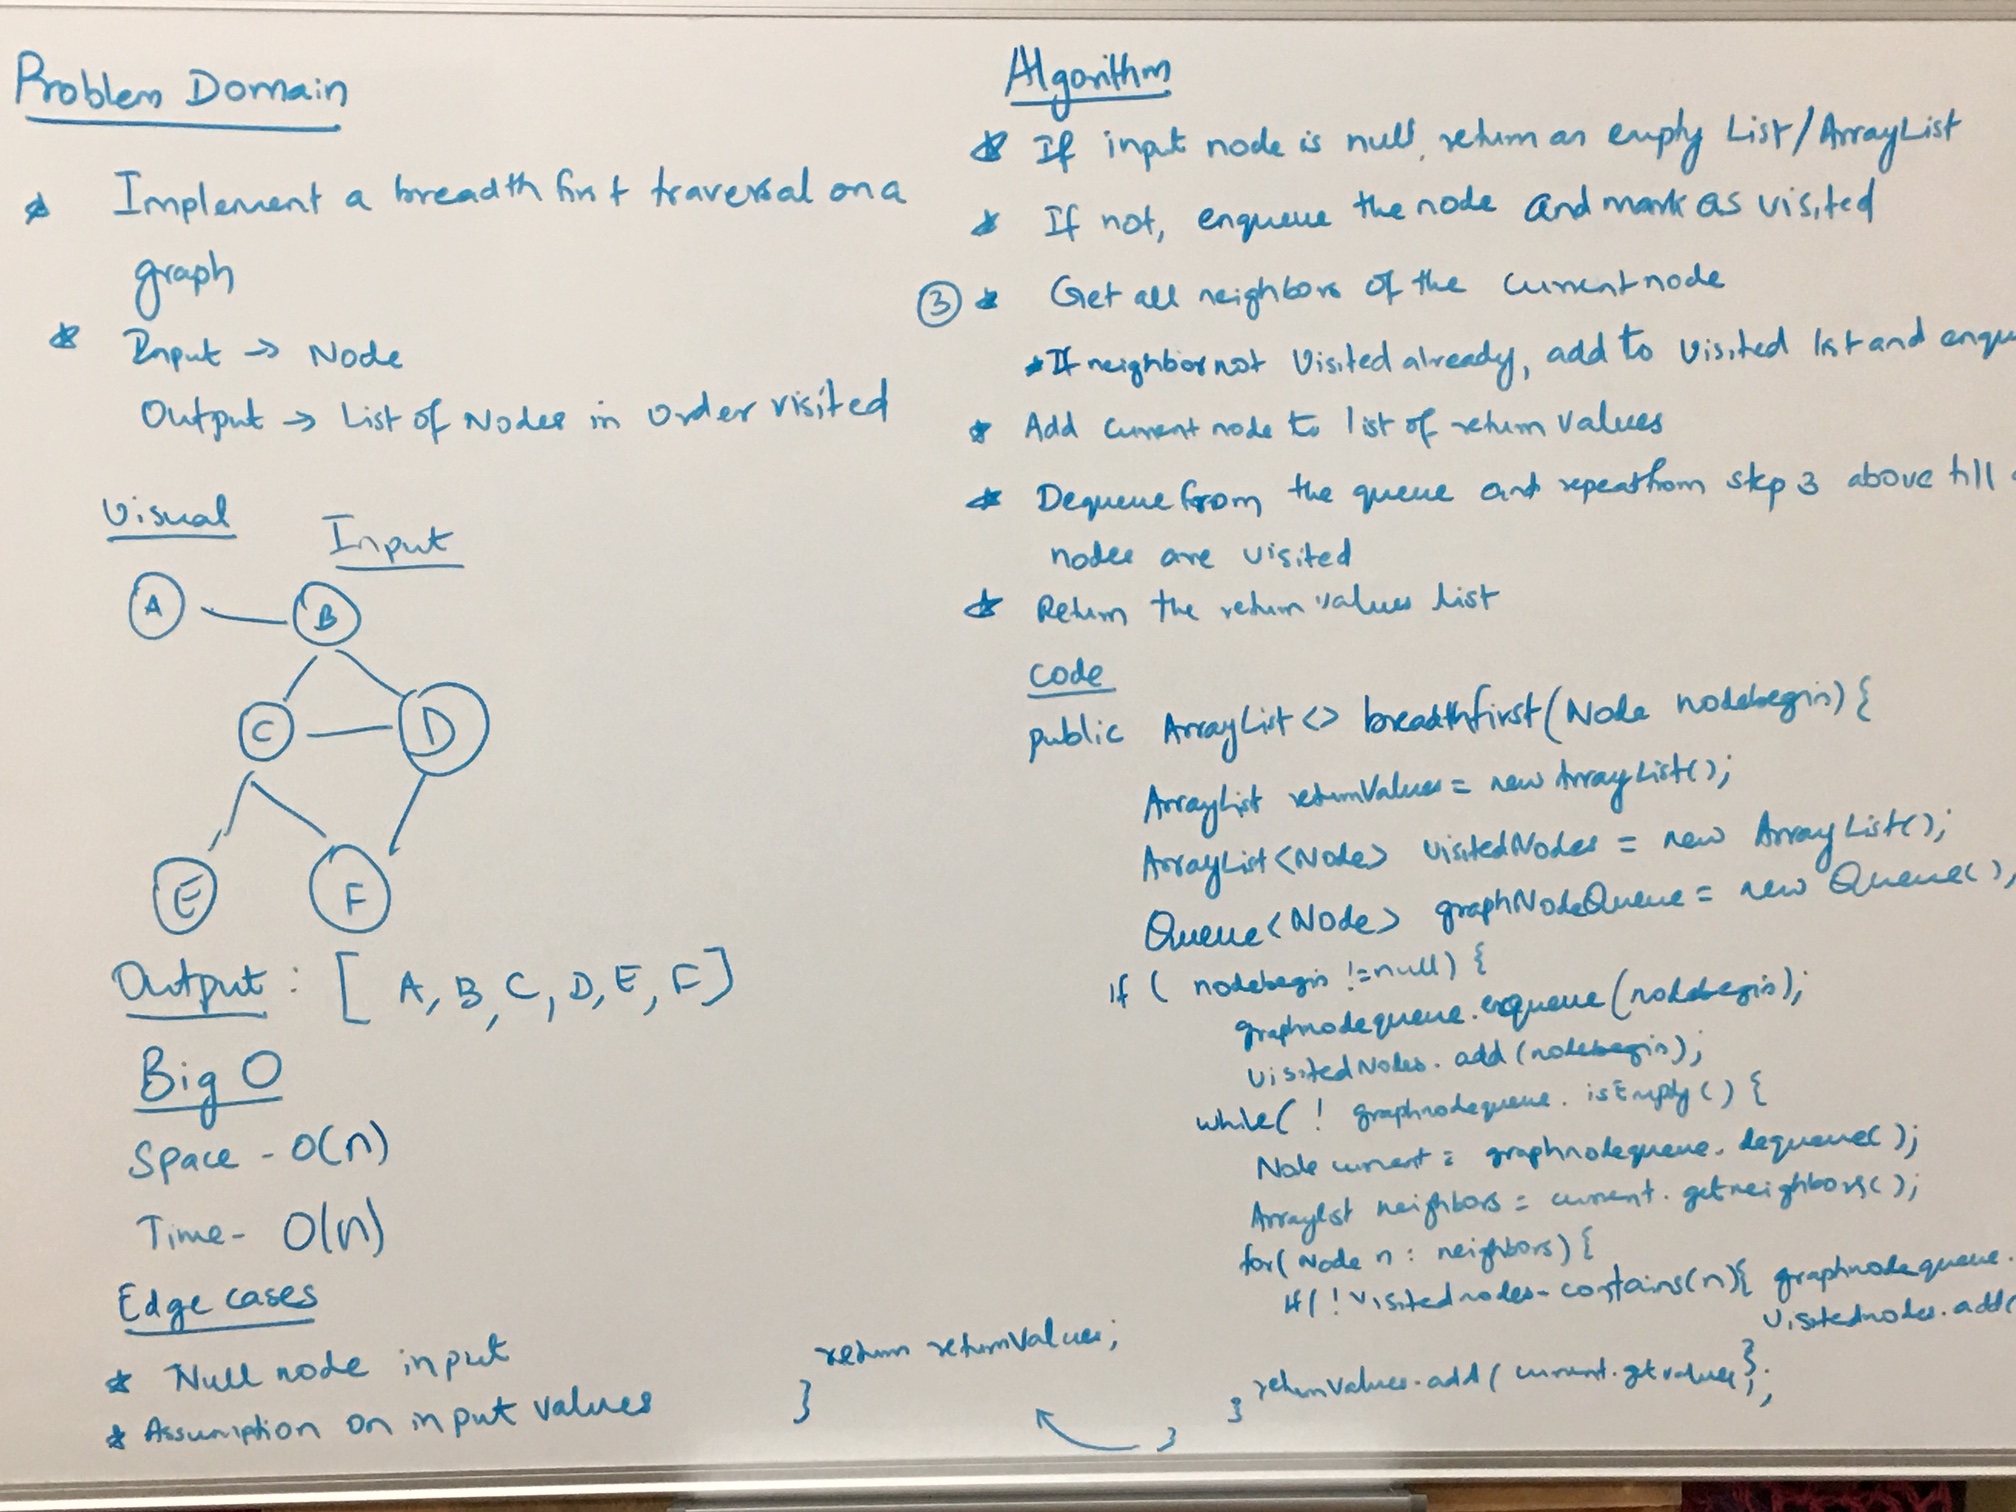 Problem Domain
* Implement a breadth first traversal on a
graph
* Input → Node
Output → List of Nodes in order visited
Visual
Input
A
B
C
D
E
F
Output : [ A, B, C, D, E, F ]
Big O
Space - O(n)
Time - O(n)
Edge cases
* Null node input
* Assumption on input values
Algorithm
* If input node is null, return an empty List/ArrayList
* If not, enqueue the node and mark as visited
③ * Get all neighbors of the current node
* If neighbor not visited already, add to visited list and enqu
* Add current node to list of return values
* Dequeue from the queue and repeat from step 3 above till
nodes are visited
* Return the return values list
code
public ArrayList<> breadthfirst(Node nodebegin) {
ArrayList returnValues = new ArrayList();
ArrayList<Node> visitedNodes = new ArrayList();
Queue<Node> graphNodeQueue = new Queue();
if ( nodebegin != null) {
graphnodequeue.enqueue(nodebegin);
visitedNodes.add(nodebegin);
while( ! graphnodequeue.isEmpty() {
Node current = graphnodequeue.dequeue();
Arraylist neighbors = current.getneighbors();
for( Node n : neighbors) {
if( ! visitednodes.contains(n){ graphnodequeue.
visitednodes.add(
}
returnValues.add( current.getvalue);
}
}
return returnValues;
}